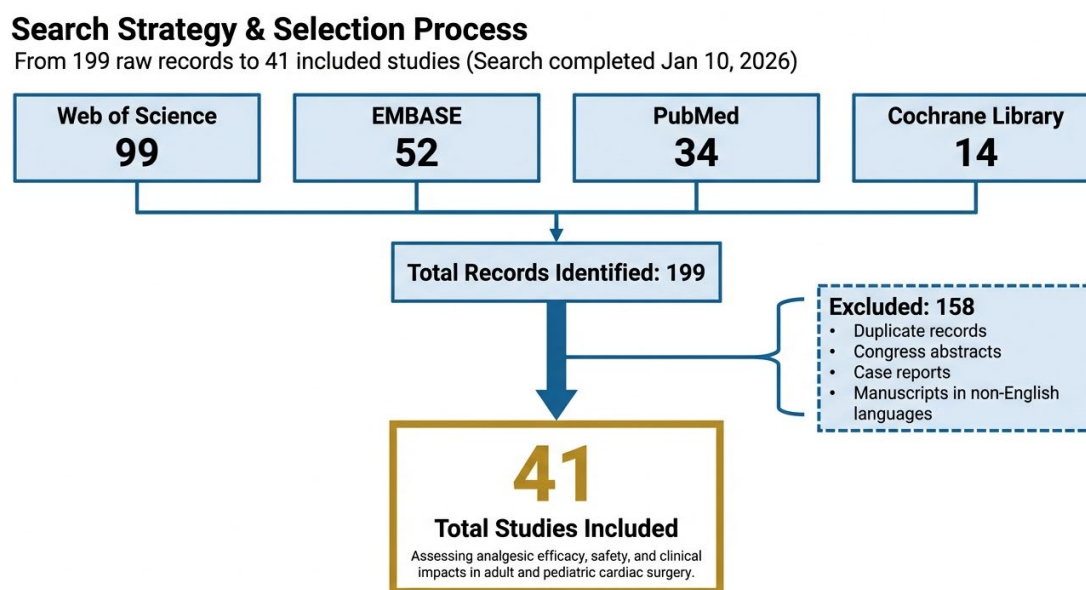 Search Strategy & Selection Process
From 199 raw records to 41 included studies (Search completed Jan 10, 2026)
Web of Science
99
EMBASE
52
PubMed
34
Cochrane Library
14
Total Records Identified: 199
Excluded: 158
• Duplicate records
• Congress abstracts
• Case reports
• Manuscripts in non-English
languages
41
Total Studies Included
Assessing analgesic efficacy, safety, and clinical
impacts in adult and pediatric cardiac surgery.